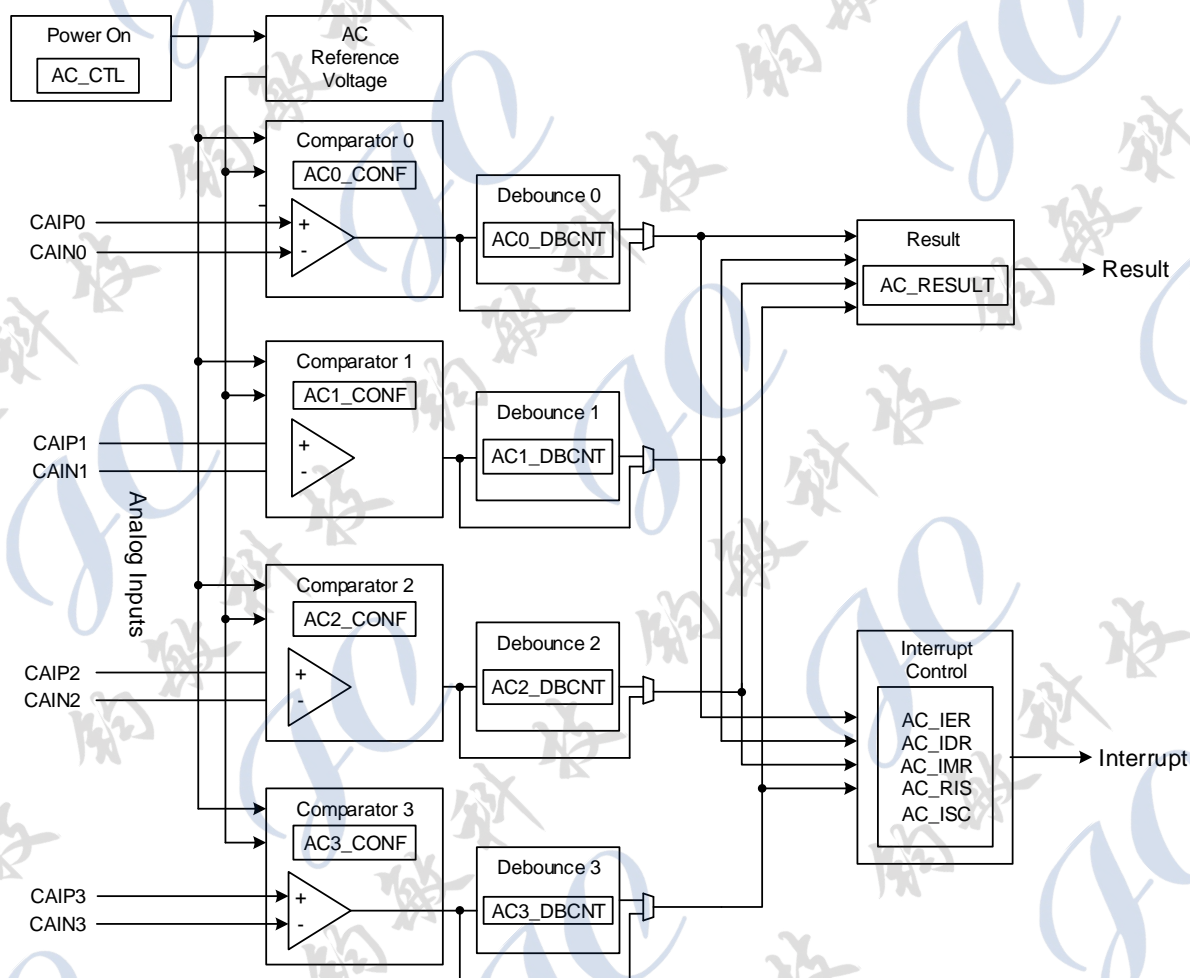 Power On
AC_CTL
AC
Reference
Voltage
Comparator 0
AC0_CONF
CAIP0
CAIN0
+
-
Debounce 0
AC0_DBCNT
Result
AC_RESULT
Result
Comparator 1
AC1_CONF
CAIP1
CAIN1
+
-
Debounce 1
AC1_DBCNT
Analog Inputs
Comparator 2
AC2_CONF
CAIP2
CAIN2
+
-
Debounce 2
AC2_DBCNT
Interrupt
Control
AC_IER
AC_IDR
AC_IMR
AC_RIS
AC_ISC
Interrupt
Comparator 3
AC3_CONF
CAIP3
CAIN3
+
-
Debounce 3
AC3_DBCNT